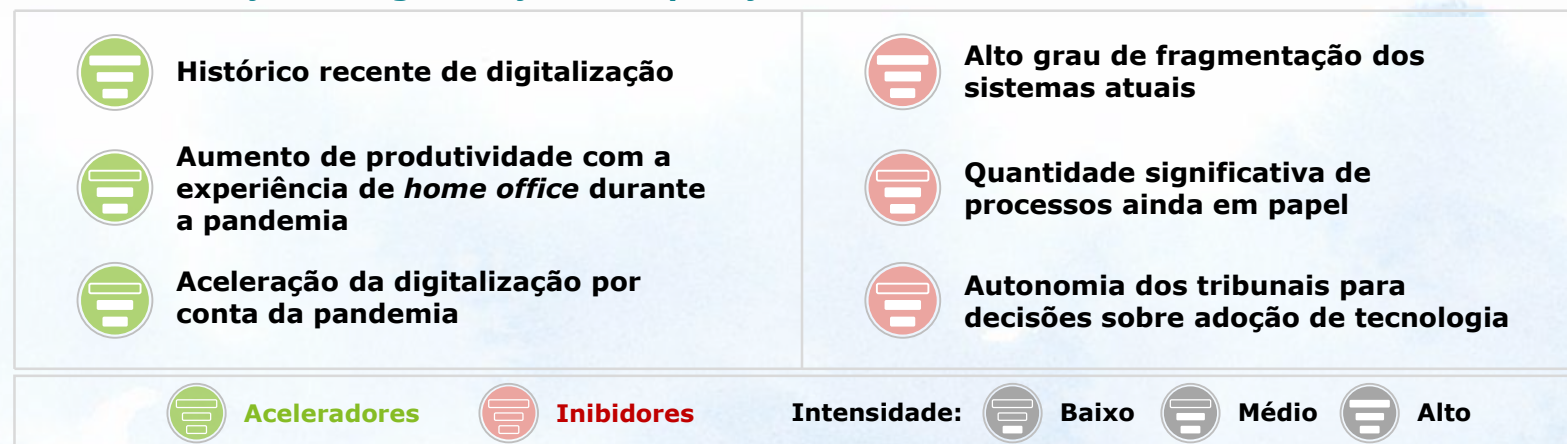 Histórico recente de digitalização
Aumento de produtividade com a
experiência de home office durante
a pandemia
Aceleração da digitalização por
conta da pandemia
Alto grau de fragmentação dos
sistemas atuais
Quantidade significativa de
processos ainda em papel
Autonomia dos tribunais para
decisões sobre adoção de tecnologia
Aceleradores
Inibidores
Intensidade:
Baixo
Médio
Alto